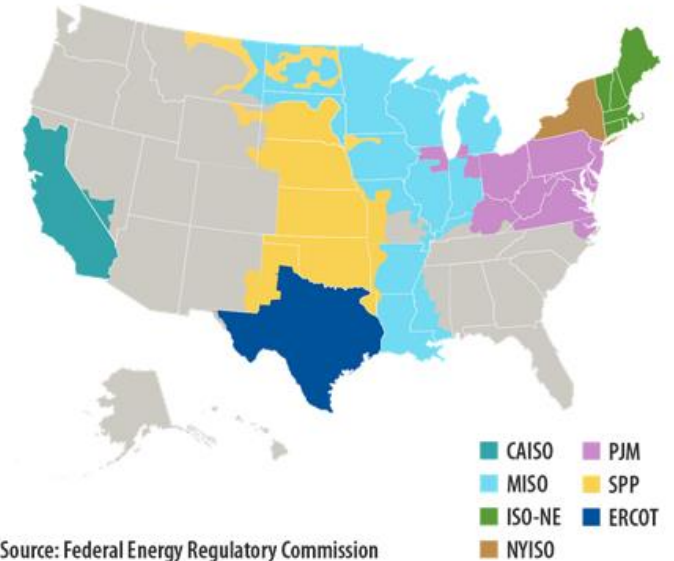 CAISO
PJM
MISO
SPP
ISO-NE
ERCOT
NYISO
Source: Federal Energy Regulatory Commission